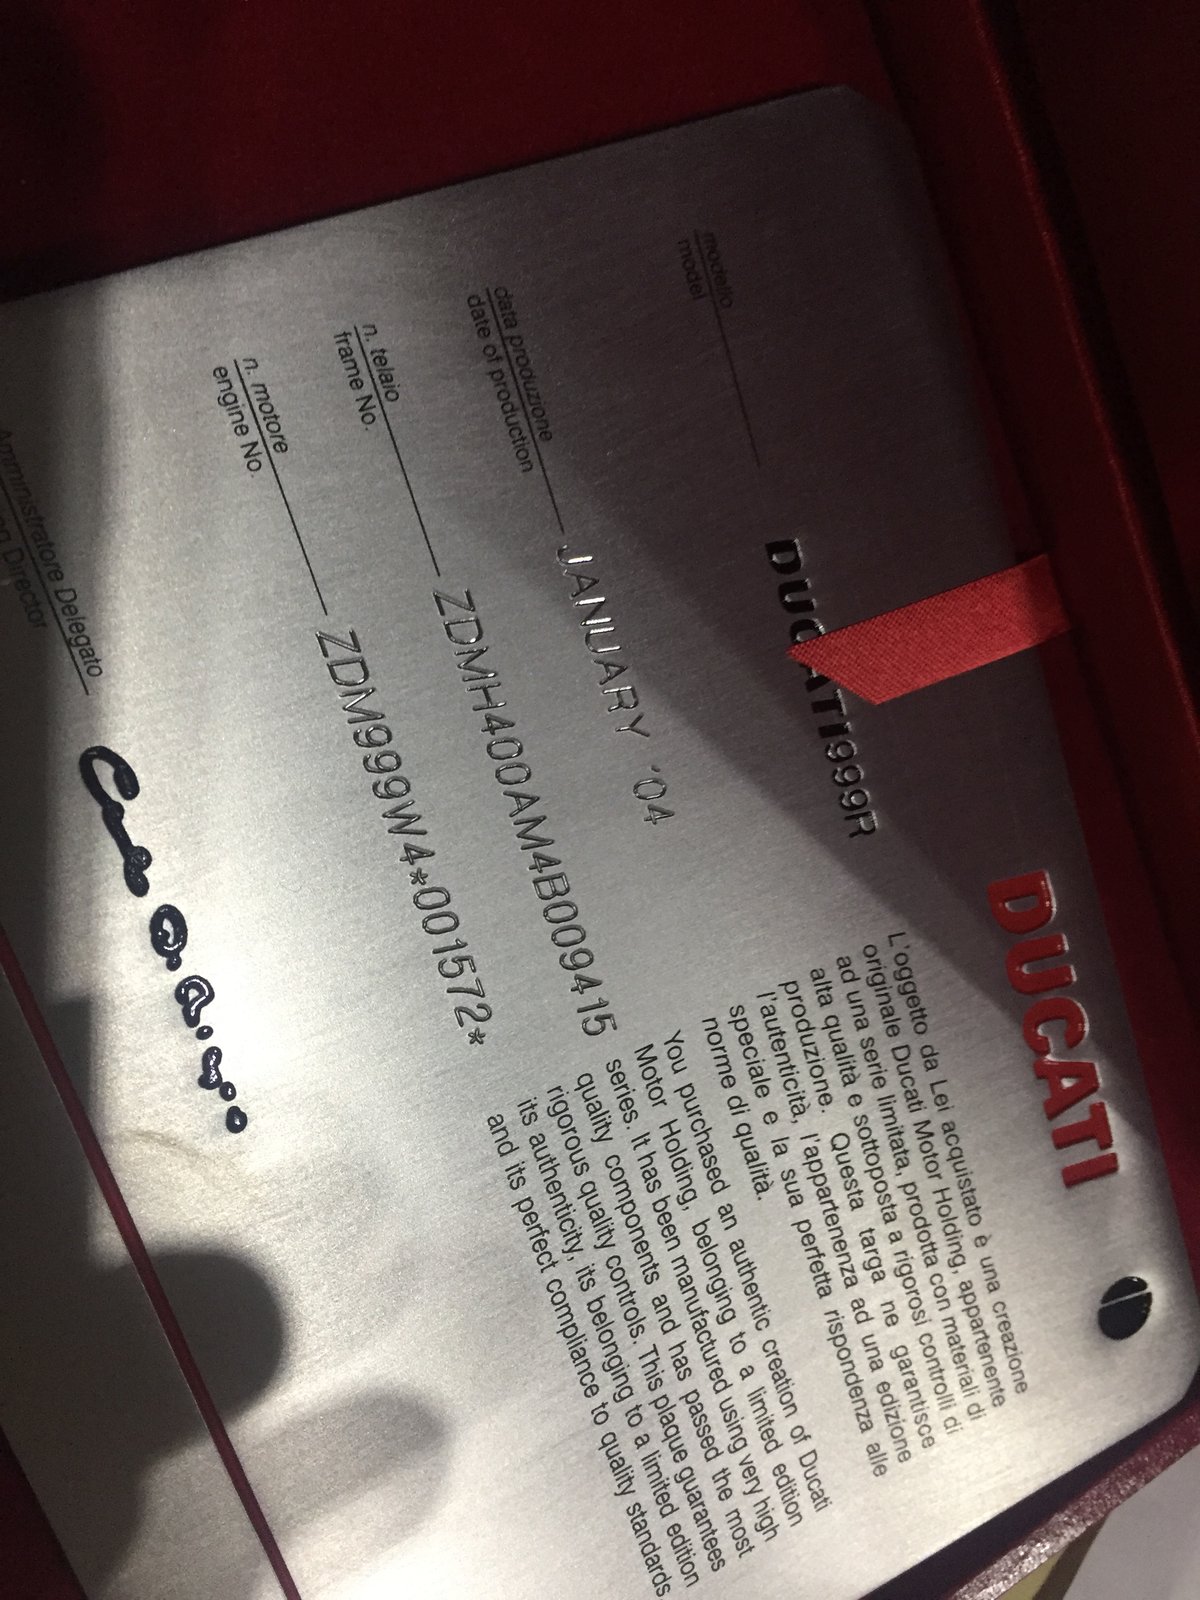 DUCATI
L'oggetto da Lei acquistato è una creazione
originale Ducati Motor Holding, appartenente
ad una serie limitata, prodotta con materiali di
alta qualità e sottoposta a rigorosi controlli di
produzione. Questa targa ne garantisce
l'autenticità, l'appartenenza ad una edizione
speciale e la sua perfetta rispondenza alle
norme di qualità.
You purchased an authentic creation of Ducati
Motor Holding, belonging to a limited edition
series. It has been manufactured using very high
quality components and has passed the most
rigorous quality controls. This plaque guarantees
its authenticity, its belonging to a limited edition
and its perfect compliance to quality standards
modello
model
DUCATI999R
data produzione
date of production
JANUARY '04
n. telaio
frame No.
ZDMH400AM4B009415
n. motore
engine No.
ZDM999W4*001572*
Amministratore Delegato
Director